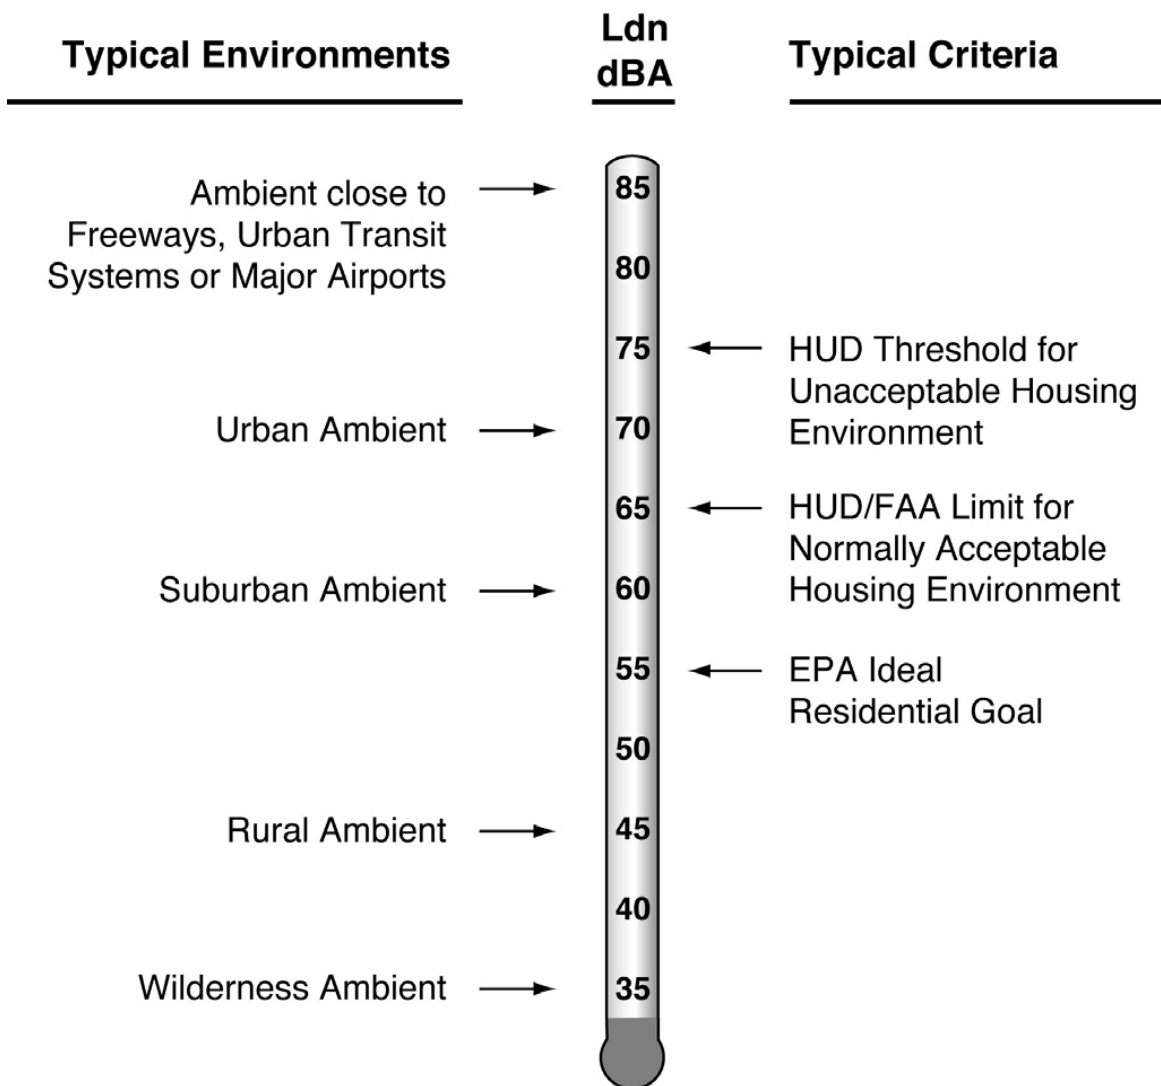 Typical Environments
Ldn
dBA
Typical Criteria
Ambient close to
Freeways, Urban Transit
Systems or Major Airports
85
80
75
HUD Threshold for
Unacceptable Housing
Environment
Urban Ambient
70
65
HUD/FAA Limit for
Normally Acceptable
Housing Environment
Suburban Ambient
60
55
EPA Ideal
Residential Goal
50
Rural Ambient
45
40
Wilderness Ambient
35